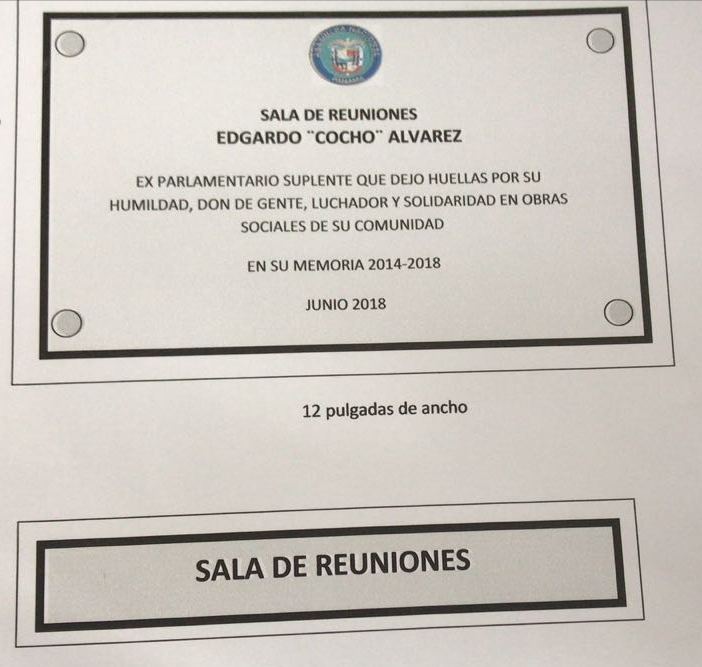 SALA DE REUNIONES
EDGARDO ¨COCHO¨ ALVAREZ
EX PARLAMENTARIO SUPLENTE QUE DEJO HUELLAS POR SU
HUMILDAD, DON DE GENTE, LUCHADOR Y SOLIDARIDAD EN OBRAS
SOCIALES DE SU COMUNIDAD
EN SU MEMORIA 2014-2018
JUNIO 2018
12 pulgadas de ancho
SALA DE REUNIONES